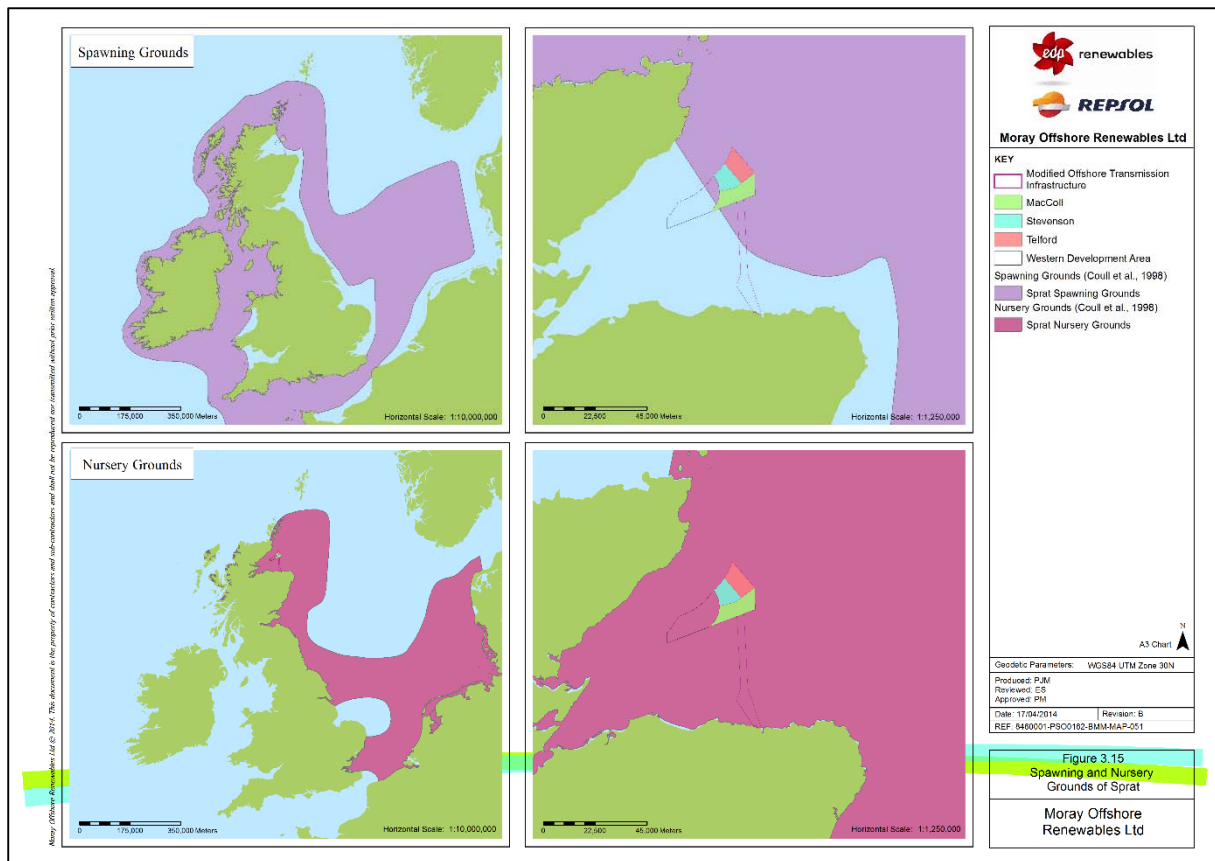 Spawning Grounds
0 175,000 350,000 Meters
Horizontal Scale: 1:10,000,000
0 22,500 45,000 Meters
Horizontal Scale: 1:1,250,000
Nursery Grounds
0 175,000 350,000 Meters
Horizontal Scale: 1:10,000,000
0 22,500 45,000 Meters
Horizontal Scale: 1:1,250,000
Moray Offshore Renewables Ltd © 2014. This document is the property of contractors and sub-contractors and shall not be reproduced nor transmitted without prior written approval.
edp renewables
REPSOL
Moray Offshore Renewables Ltd
KEY
Modified Offshore Transmission
Infrastructure
MacColl
Stevenson
Telford
Western Development Area
Spawning Grounds (Coull et al., 1998)
Sprat Spawning Grounds
Nursery Grounds (Coull et al., 1998)
Sprat Nursery Grounds
N
A3 Chart
Geodetic Parameters: WGS84 UTM Zone 30N
Produced: PJM
Reviewed: ES
Approved: PM
Date: 17/04/2014 Revision: B
REF: 8460001-PSO0162-BMM-MAP-051
Figure 3.15
Spawning and Nursery
Grounds of Sprat
Moray Offshore
Renewables Ltd